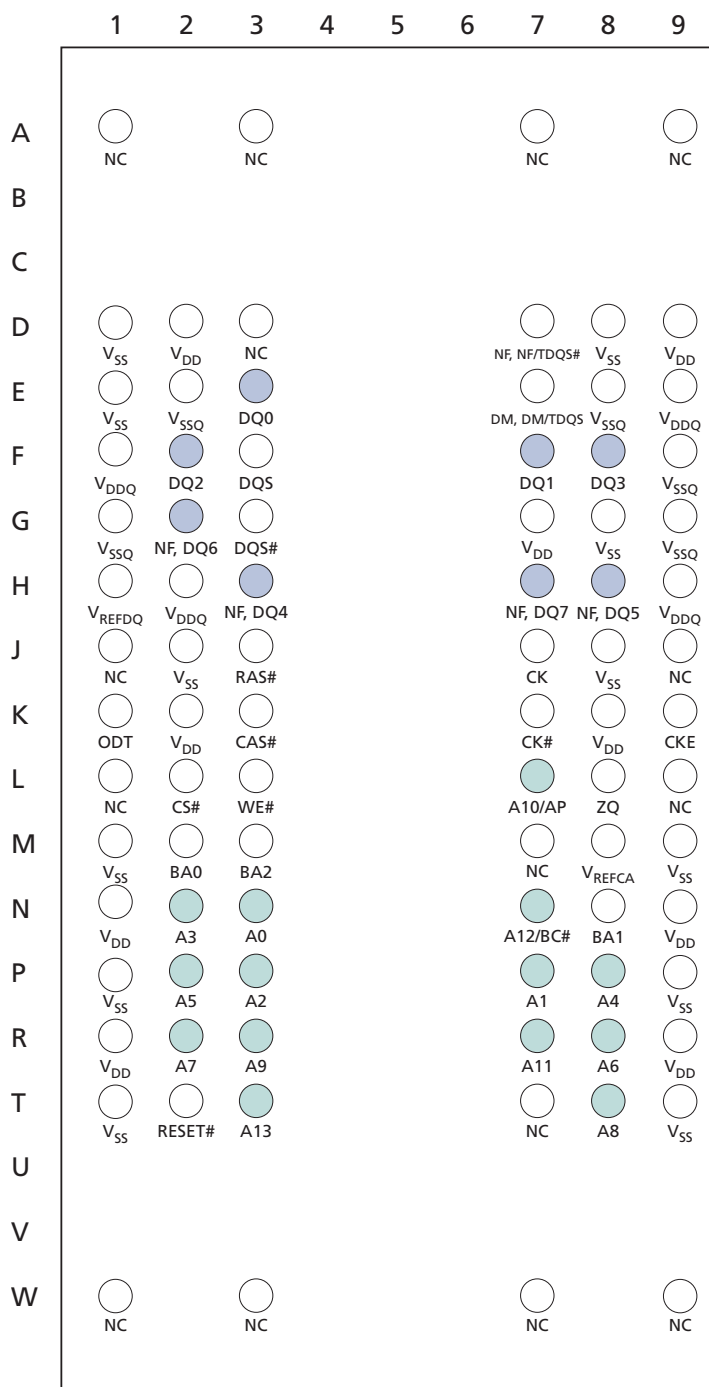 1 2 3 4 5 6 7 8 9
A
NC NC NC NC
B
C
D
VSS VDD NC NF, NF/TDQS# VSS VDD
E
VSS VSSQ DQ0 DM, DM/TDQS VSSQ VDDQ
F
VDDQ DQ2 DQS DQ1 DQ3 VSSQ
G
VSSQ NF, DQ6 DQS# VDD VSS VSSQ
H
VREFDQ VDDQ NF, DQ4 NF, DQ7 NF, DQ5 VDDQ
J
NC VSS RAS# CK VSS NC
K
ODT VDD CAS# CK# VDD CKE
L
NC CS# WE# A10/AP ZQ NC
M
VSS BA0 BA2 NC VREFCA VSS
N
VDD A3 A0 A12/BC# BA1 VDD
P
VSS A5 A2 A1 A4 VSS
R
VDD A7 A9 A11 A6 VDD
T
VSS RESET# A13 NC A8 VSS
U
V
W
NC NC NC NC